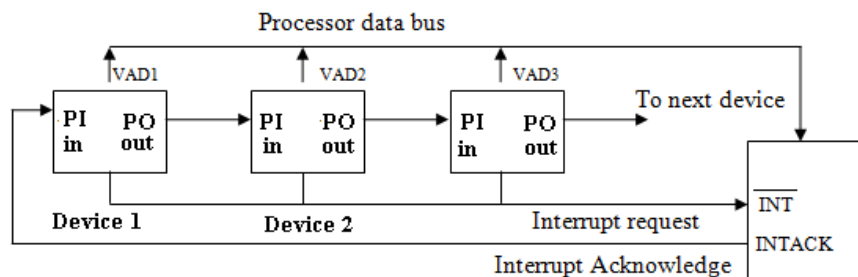 Processor data bus
VAD1
VAD2
VAD3
To next device
PI
in
PO
out
PI
in
PO
out
PI
in
PO
out
Device 1
Device 2
Interrupt request
INT
INTACK
Interrupt Acknowledge